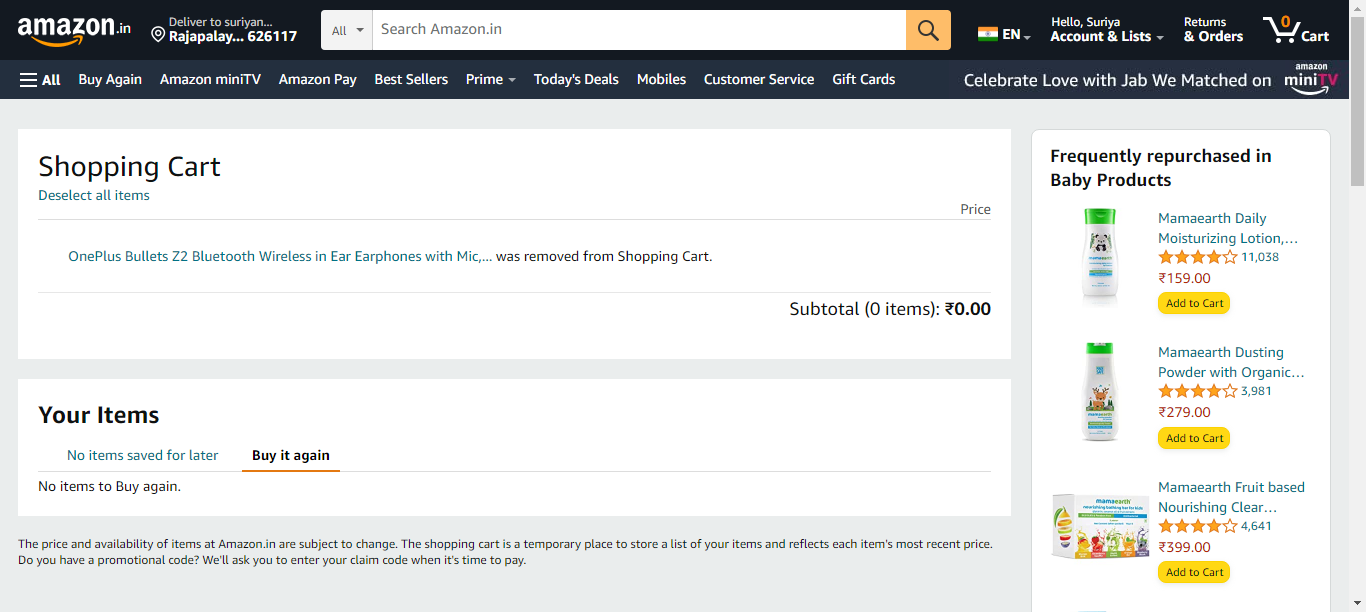 amazon.in
Deliver to suriyan...
Rajapalay... 626117
All
Search Amazon.in
EN
Hello, Suriya
Account & Lists
Returns
& Orders
0
Cart
All
Buy Again
Amazon miniTV
Amazon Pay
Best Sellers
Prime
Today's Deals
Mobiles
Customer Service
Gift Cards
Celebrate Love with Jab We Matched on
amazon
miniTV
Shopping Cart
Deselect all items
Price
OnePlus Bullets Z2 Bluetooth Wireless in Ear Earphones with Mic,... was removed from Shopping Cart.
Subtotal (0 items): ₹0.00
Your Items
No items saved for later
Buy it again
No items to Buy again.
The price and availability of items at Amazon.in are subject to change. The shopping cart is a temporary place to store a list of your items and reflects each item's most recent price.
Do you have a promotional code? We'll ask you to enter your claim code when it's time to pay.
Frequently repurchased in
Baby Products
Mamaearth Daily
Moisturizing Lotion,...
11,038
₹159.00
Add to Cart
Mamaearth Dusting
Powder with Organic...
3,981
₹279.00
Add to Cart
mamaearth
nourishing bathing bar for kids
Mamaearth Fruit based
Nourishing Clear...
4,641
₹399.00
Add to Cart